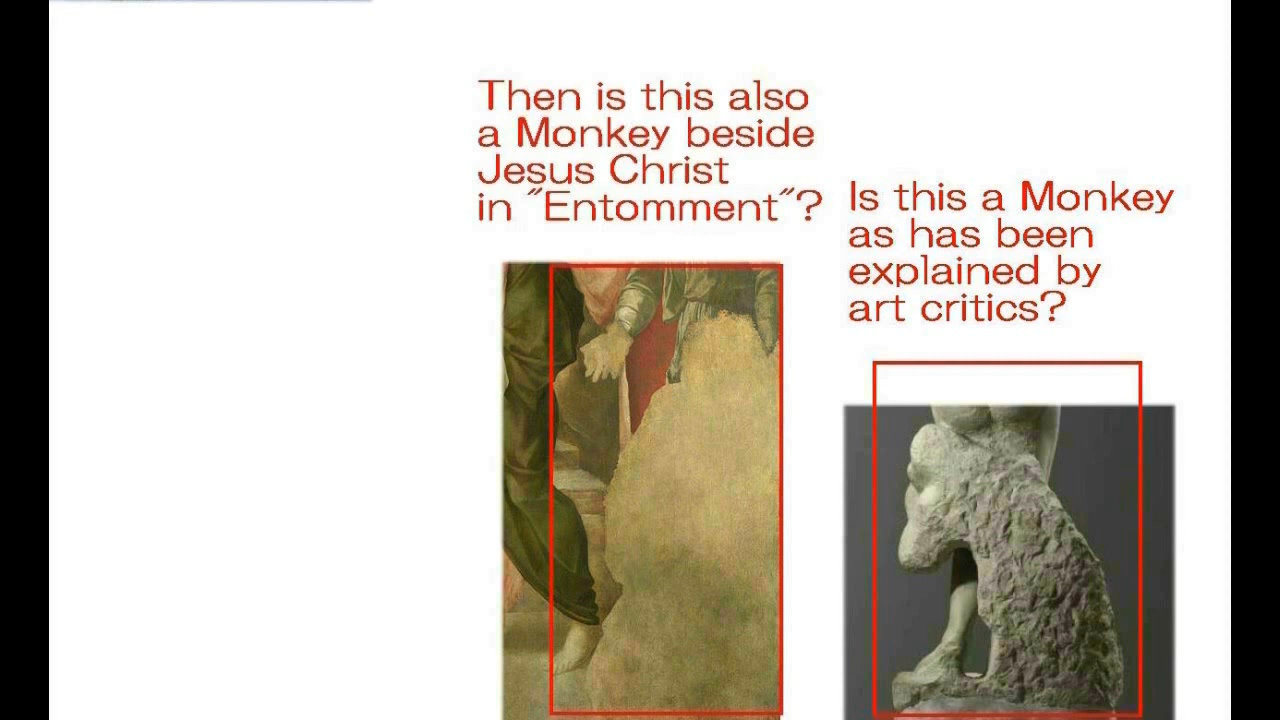 Then is this also
a Monkey beside
Jesus Christ
in "Entomment"?
Is this a Monkey
as has been
explained by
art critics?